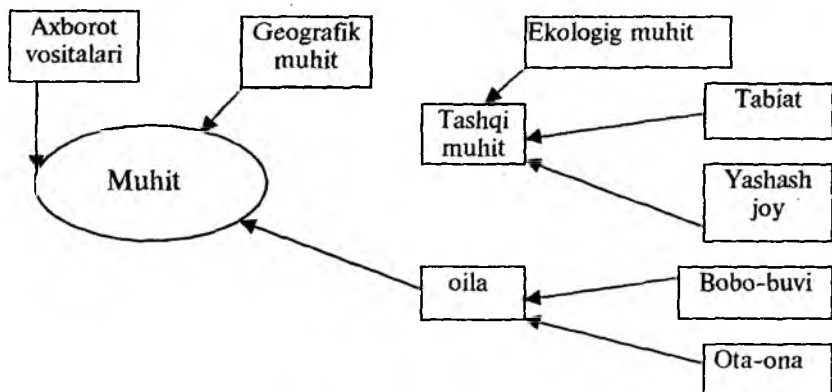 Axborot
vositalari
Geografik
muhit
Ekologig muhit
Tashqi
muhit
Tabiat
Muhit
Yashash
joy
oila
Bobo-buvi
Ota-ona